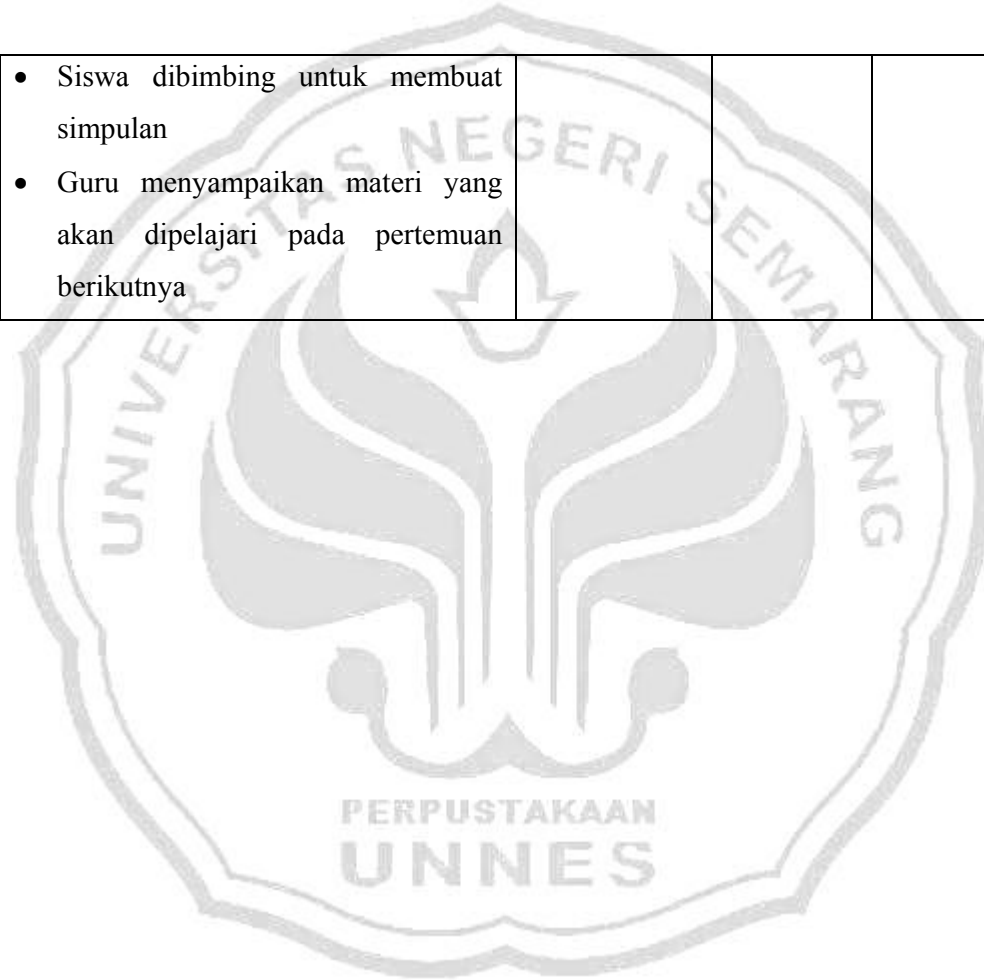 • Siswa dibimbing untuk membuat
simpulan
• Guru menyampaikan materi yang
akan dipelajari pada pertemuan
berikutnya
UNIVERSITAS NEGERI SEMARANG
PERPUSTAKAAN
UNNES